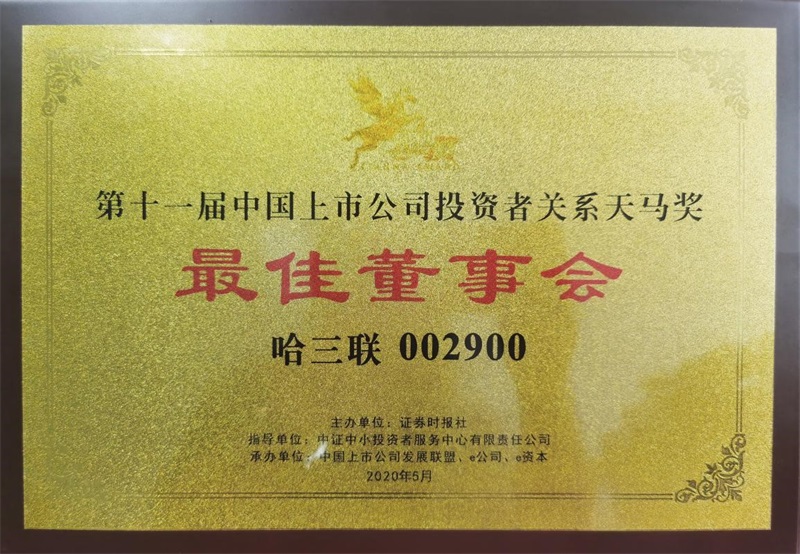 第十一届中国上市公司投资者关系天马奖
最佳董事会
哈三联 002900
主办单位：证券时报社
指导单位：中证中小投资者服务中心有限责任公司
承办单位：中国上市公司发展联盟、e公司、e资本
2020年5月